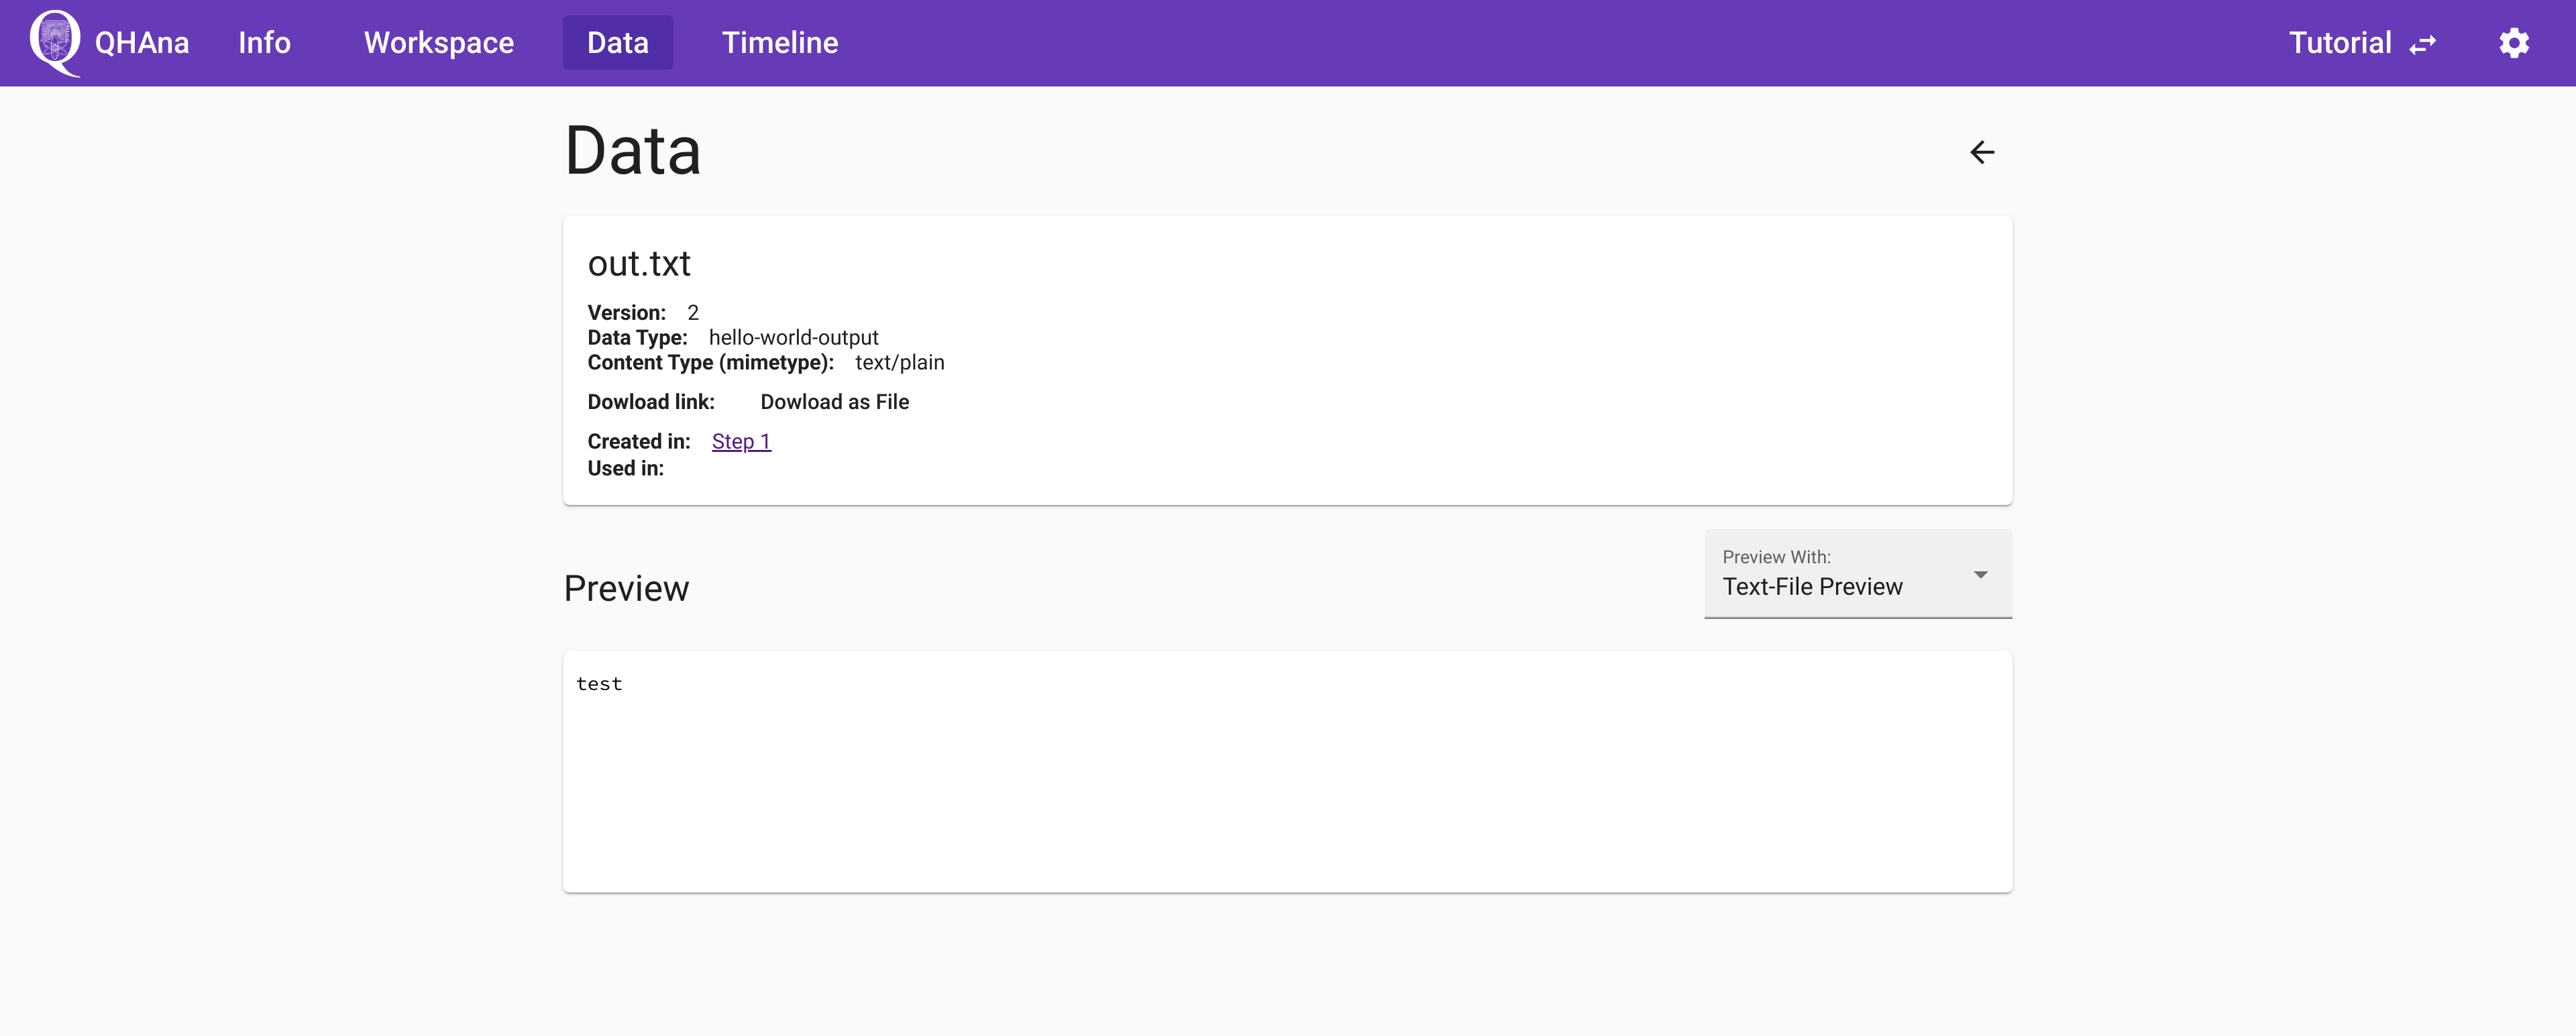 QHAna Info Workspace Data Timeline Tutorial
Data
out.txt
Version: 2
Data Type: hello-world-output
Content Type (mimetype): text/plain
Dowload link: Dowload as File
Created in: Step 1
Used in:
Preview
Preview With:
Text-File Preview
test